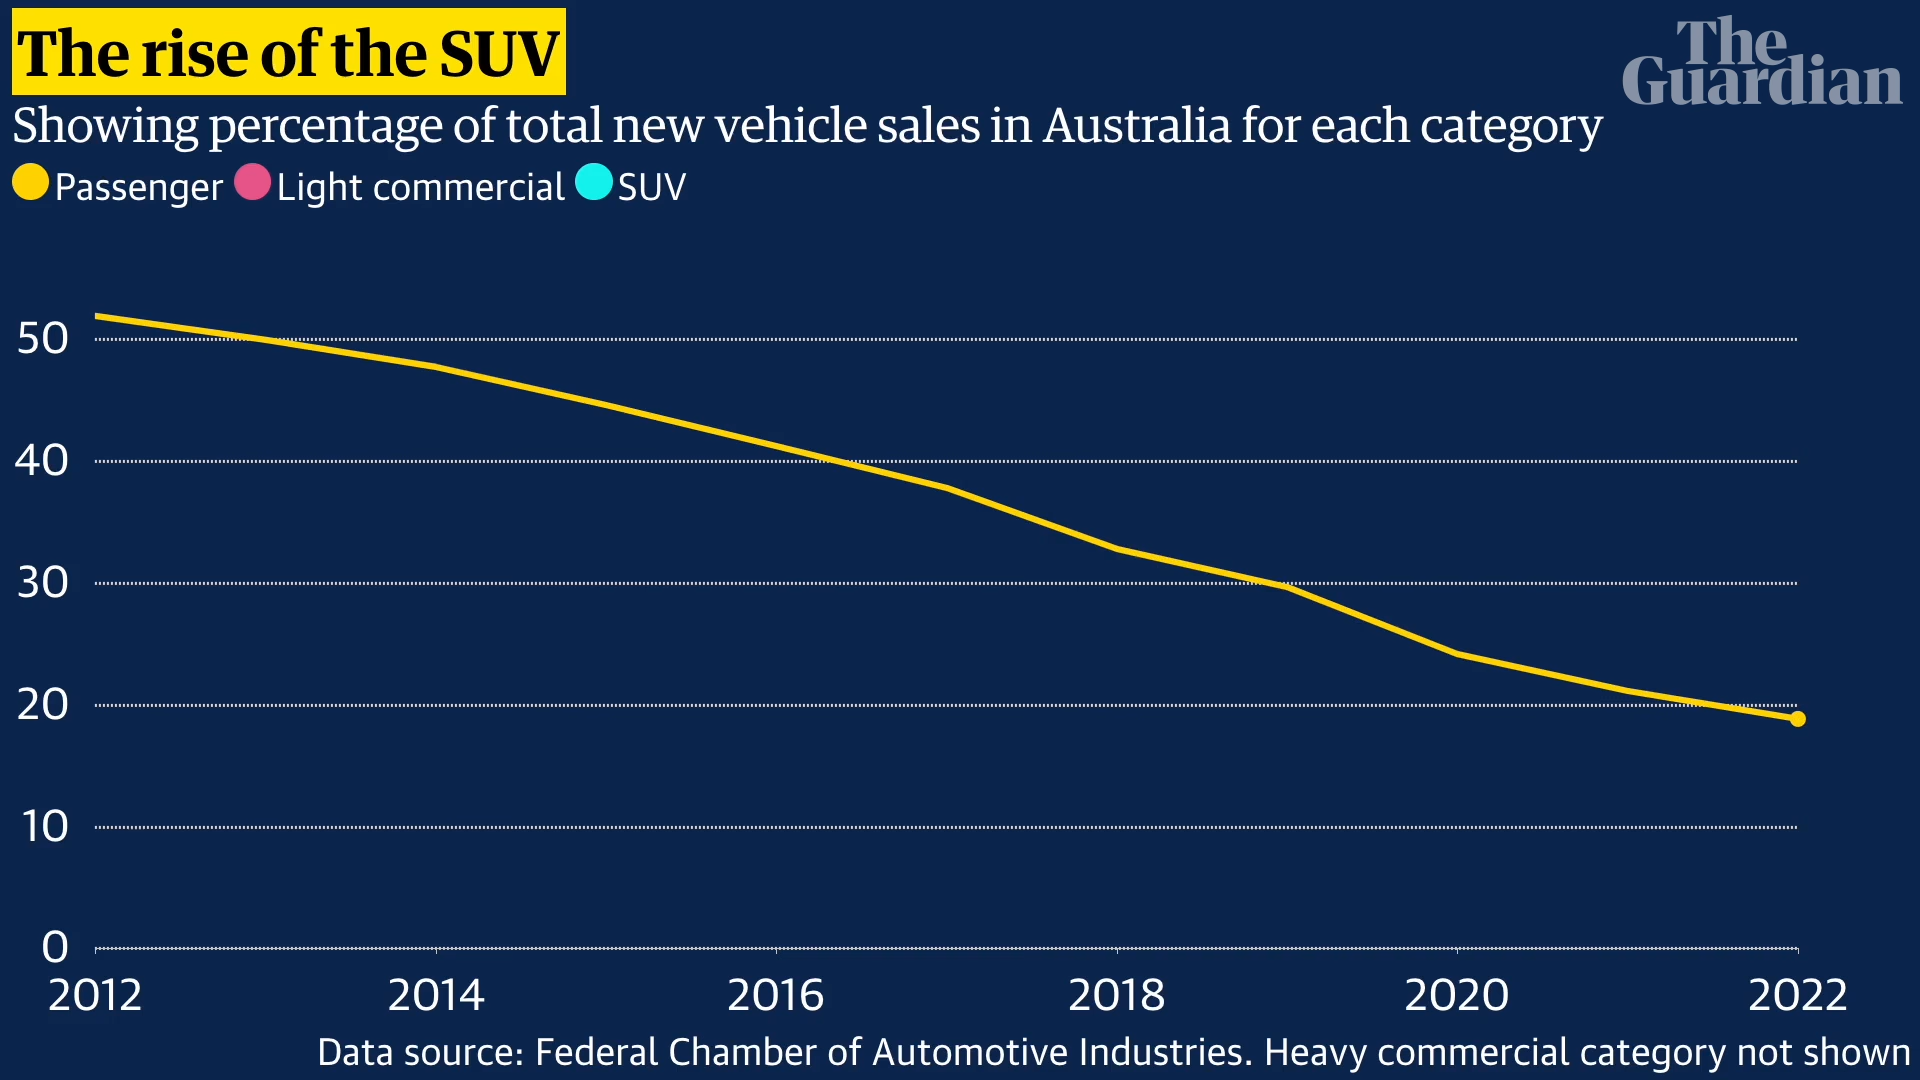 The rise of the SUV
The
Guardian
Showing percentage of total new vehicle sales in Australia for each category
Passenger Light commercial SUV
50
40
30
20
10
0
2012 2014 2016 2018 2020 2022
Data source: Federal Chamber of Automotive Industries. Heavy commercial category not shown